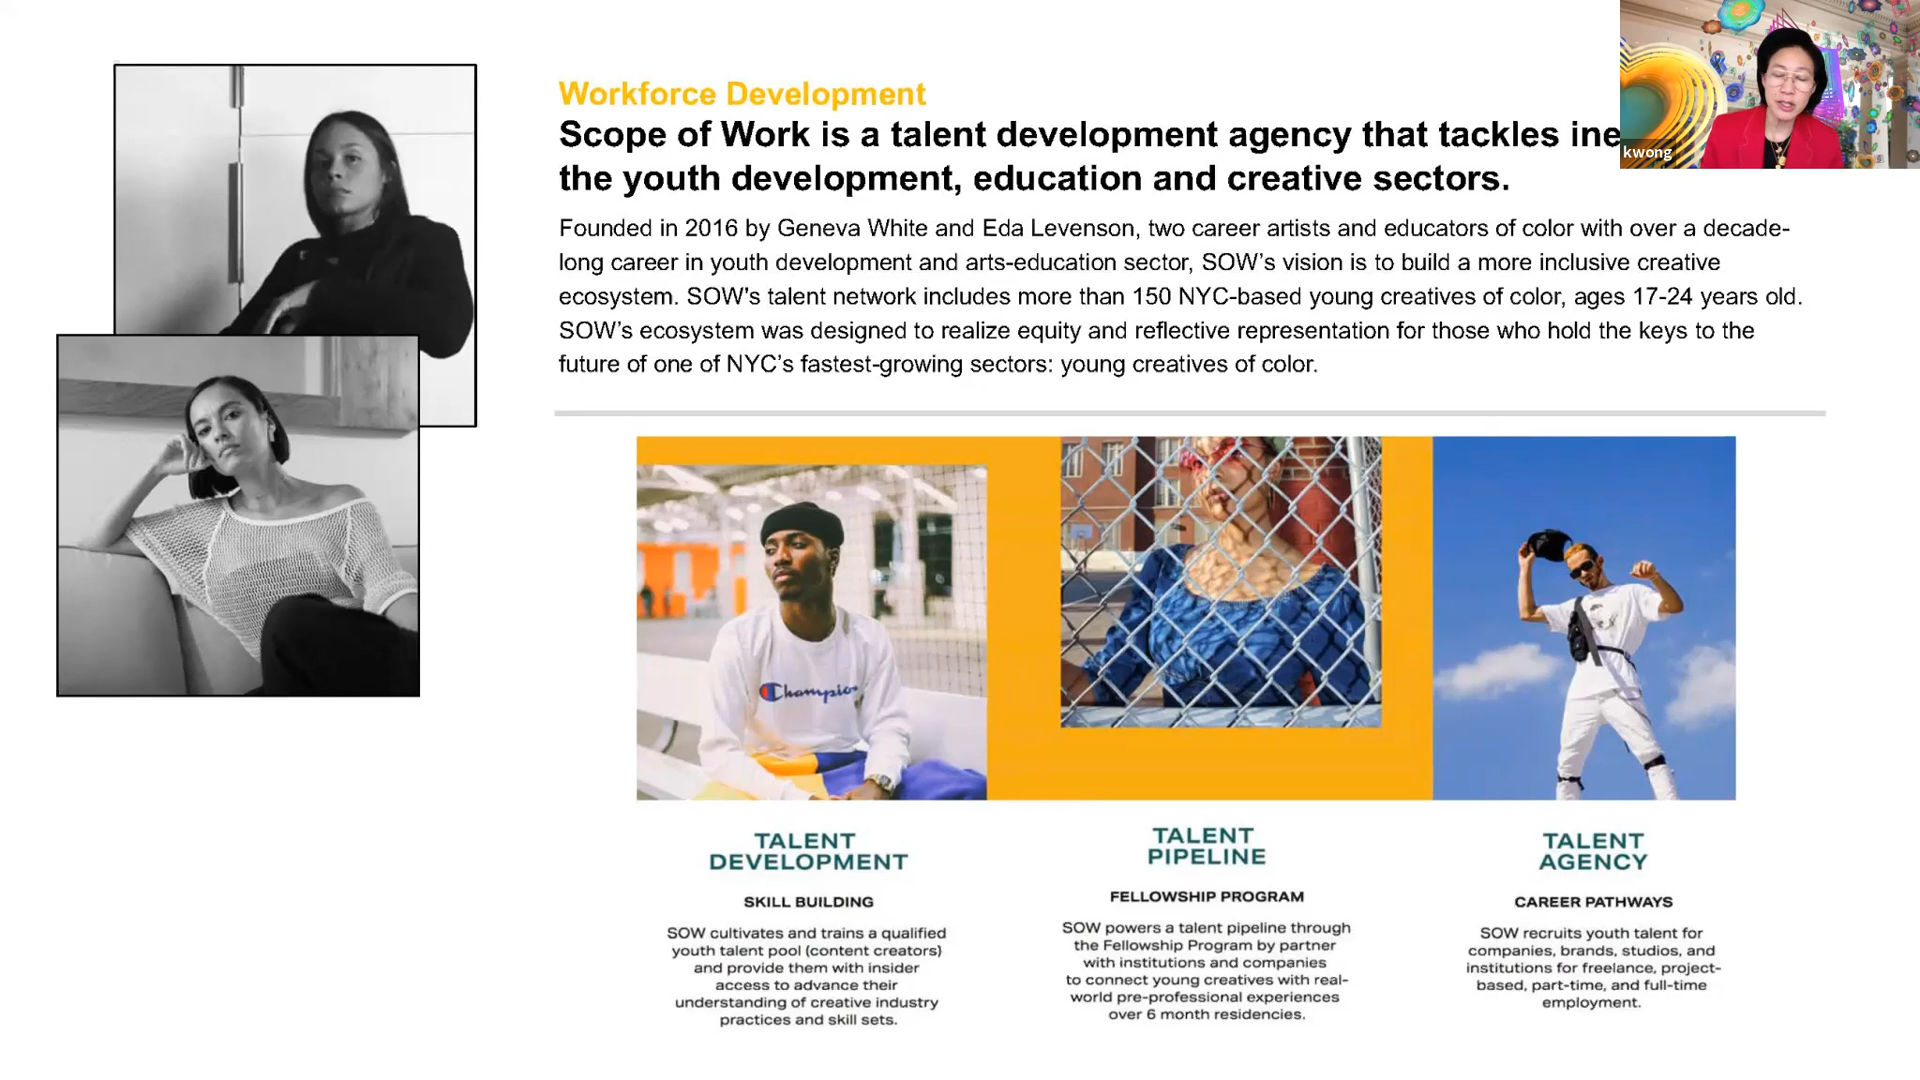 Workforce Development
Scope of Work is a talent development agency that tackles
the youth development, education and creative sectors.
kwong
Founded in 2016 by Geneva White and Eda Levenson, two career artists and educators of color with over a decade-
long career in youth development and arts-education sector, SOW’s vision is to build a more inclusive creative
ecosystem. SOW's talent network includes more than 150 NYC-based young creatives of color, ages 17-24 years old.
SOW’s ecosystem was designed to realize equity and reflective representation for those who hold the keys to the
future of one of NYC’s fastest-growing sectors: young creatives of color.
Champion
TALENT
DEVELOPMENT
SKILL BUILDING
SOW cultivates and trains a qualified
youth talent pool (content creators)
and provide them with insider
access to advance their
understanding of creative industry
practices and skill sets.
TALENT
PIPELINE
FELLOWSHIP PROGRAM
SOW powers a talent pipeline through
the Fellowship Program by partner
with institutions and companies
to connect young creatives with real-
world pre-professional experiences
over 6 month residencies.
TALENT
AGENCY
CAREER PATHWAYS
SOW recruits youth talent for
companies, brands, studios, and
institutions for freelance, project-
based, part-time, and full-time
employment.